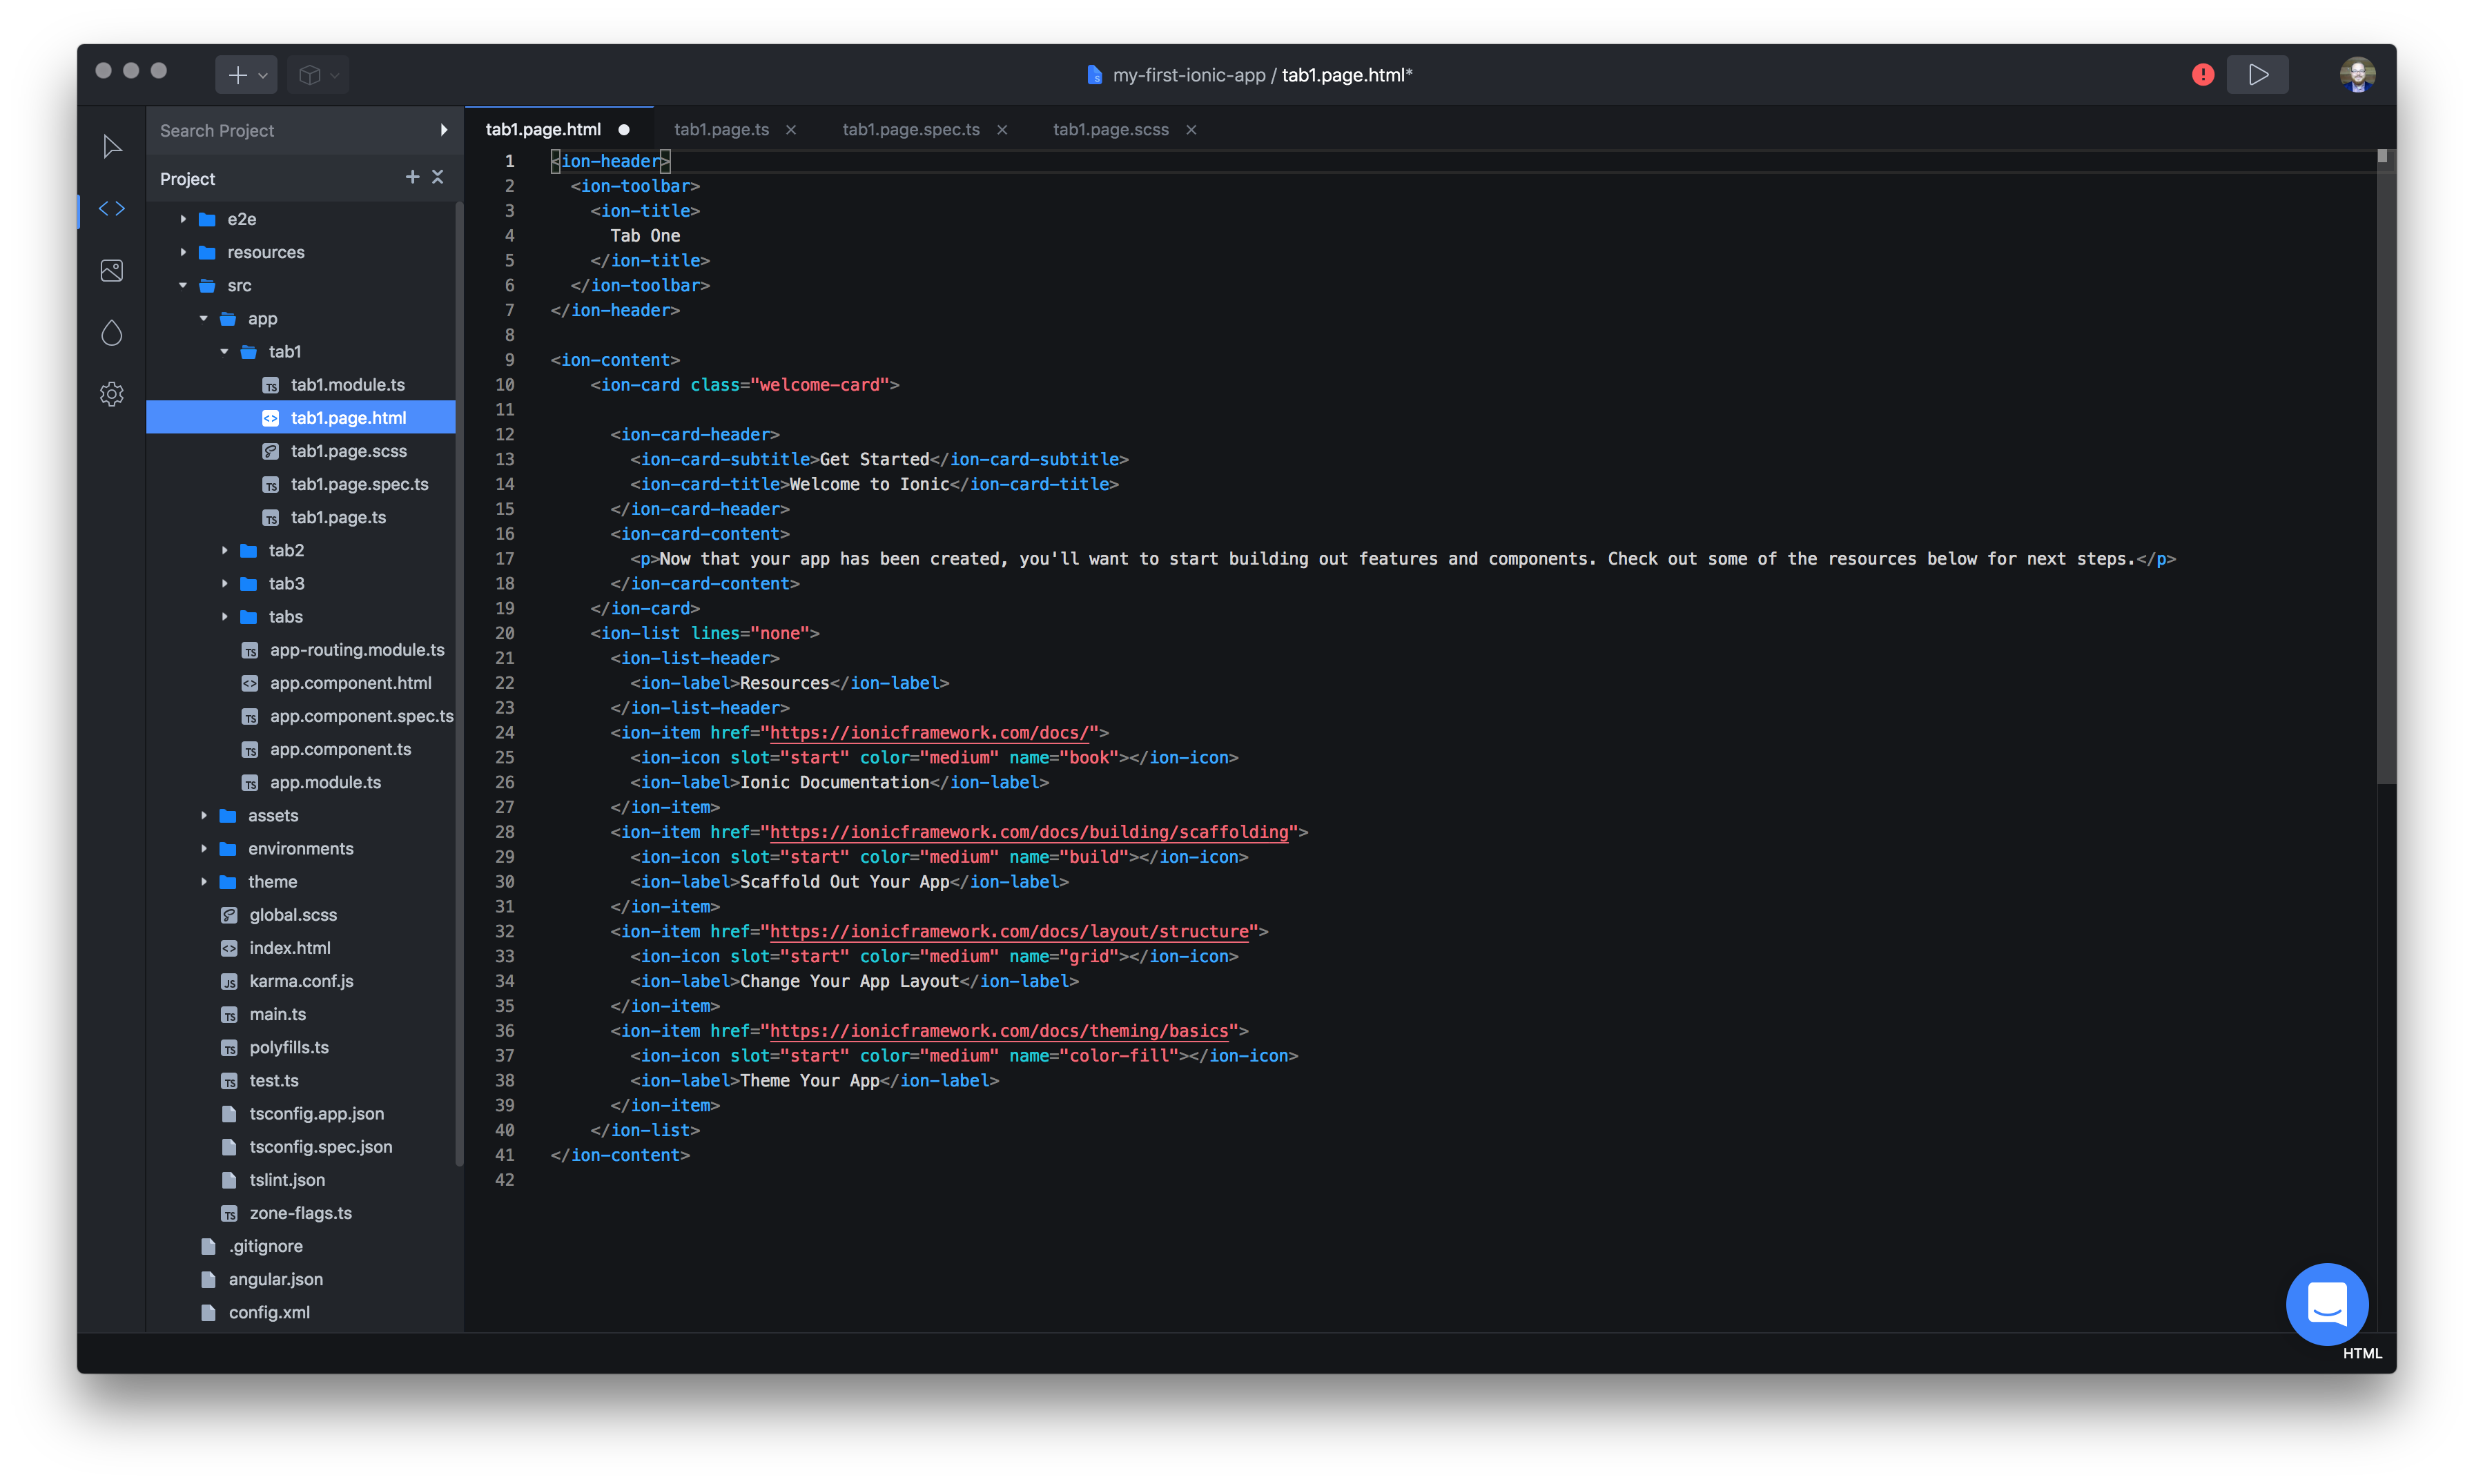 my-first-ionic-app / tab1.page.html*
Search Project
Project
e2e
resources
src
app
tab1
TS tab1.module.ts
<> tab1.page.html
tab1.page.scss
TS tab1.page.spec.ts
TS tab1.page.ts
tab2
tab3
tabs
TS app-routing.module.ts
<> app.component.html
TS app.component.spec.ts
TS app.component.ts
TS app.module.ts
assets
environments
theme
global.scss
<> index.html
JS karma.conf.js
TS main.ts
TS polyfills.ts
TS test.ts
tsconfig.app.json
tsconfig.spec.json
tslint.json
TS zone-flags.ts
.gitignore
angular.json
config.xml
tab1.page.html tab1.page.ts tab1.page.spec.ts tab1.page.scss
1 <ion-header>
2   <ion-toolbar>
3     <ion-title>
4       Tab One
5     </ion-title>
6   </ion-toolbar>
7 </ion-header>
8
9 <ion-content>
10     <ion-card class="welcome-card">
11
12       <ion-card-header>
13         <ion-card-subtitle>Get Started</ion-card-subtitle>
14         <ion-card-title>Welcome to Ionic</ion-card-title>
15       </ion-card-header>
16       <ion-card-content>
17         <p>Now that your app has been created, you'll want to start building out features and components. Check out some of the resources below for next steps.</p>
18       </ion-card-content>
19     </ion-card>
20     <ion-list lines="none">
21       <ion-list-header>
22         <ion-label>Resources</ion-label>
23       </ion-list-header>
24       <ion-item href="https://ionicframework.com/docs/">
25         <ion-icon slot="start" color="medium" name="book"></ion-icon>
26         <ion-label>Ionic Documentation</ion-label>
27       </ion-item>
28       <ion-item href="https://ionicframework.com/docs/building/scaffolding">
29         <ion-icon slot="start" color="medium" name="build"></ion-icon>
30         <ion-label>Scaffold Out Your App</ion-label>
31       </ion-item>
32       <ion-item href="https://ionicframework.com/docs/layout/structure">
33         <ion-icon slot="start" color="medium" name="grid"></ion-icon>
34         <ion-label>Change Your App Layout</ion-label>
35       </ion-item>
36       <ion-item href="https://ionicframework.com/docs/theming/basics">
37         <ion-icon slot="start" color="medium" name="color-fill"></ion-icon>
38         <ion-label>Theme Your App</ion-label>
39       </ion-item>
40     </ion-list>
41 </ion-content>
42
HTML